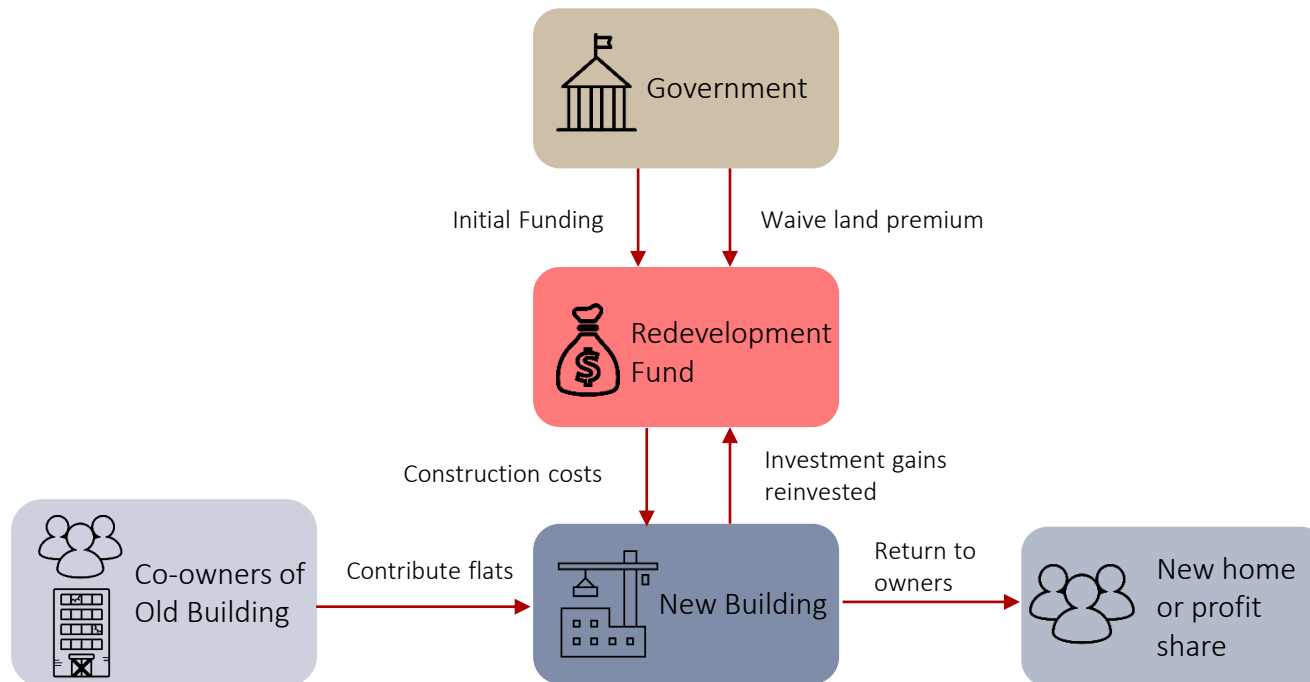 Government
Initial Funding
Waive land premium
Redevelopment
Fund
$
Construction costs
Investment gains
reinvested
Co-owners of
Old Building
Contribute flats
New Building
Return to
owners
New home
or profit
share